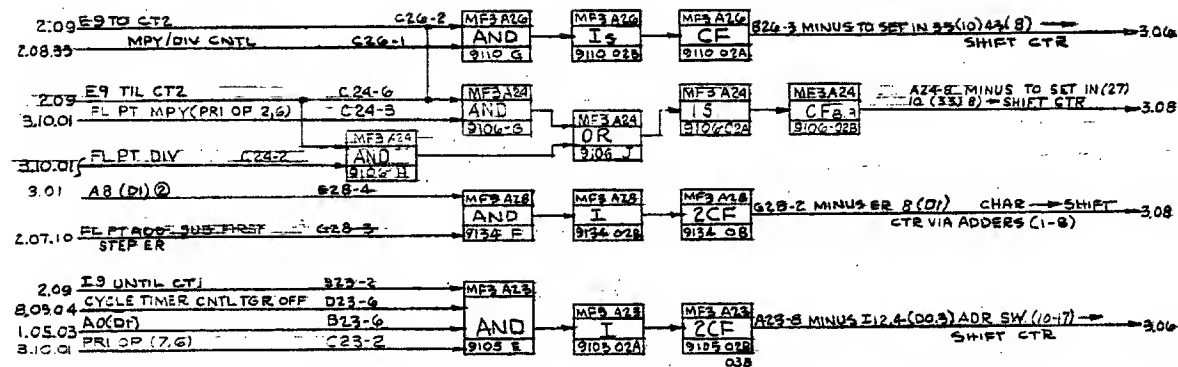 2.09 E9 TO CT2 C26-2 MF3 A26 MF3 A26 MF3 A26
AND IS CF B26-3 MINUS TO SET IN 35(10) 43(8) → 3.06
2.08.35 MPY/DIV CNTL C26-1 9110 G 9110 02B 9110 02A SHIFT CTR
2.09 E9 TIL CT2 C24-6 MF3 A24 MF3 A24 MF3 A24 A24-8 MINUS TO SET IN (27)
3.10.01 FL PT MPY (PRI OP 2,6) C24-3 AND IS CF 10 (33) 8 → SHIFT CTR 3.08
9106-G MF3 A24 9106-02A 9106-02B
MF3 A24 OR
3.10.01 FL PT DIV C24-2 AND 9106 J
9106 H
3.01 A8 (D1) ② G28-4 MF3 A28 MF3 A28 MF3 A28
AND I 2CF G28-2 MINUS ER 8(D1) CHAR → SHIFT 3.08
2.07.10 FL PT ADD SUB FIRST G28-3 9134 F 9134 02B 9134 0B CTR VIA ADDERS (1-8)
STEP ER
2.09 I9 UNTIL CT1 B23-2 MF3 A23
8.09.04 CYCLE TIMER CNTL TGR OFF D23-6 MF3 A23 MF3 A23
1.05.03 A0(D1) B23-6 AND I 2CF A23-8 MINUS I12.4 (D0.3) ADR SW (10-17) → 3.06
3.10.01 PRI OP (7,6) C23-2 9105 E 9105 02A 9105 02B SHIFT CTR
03B